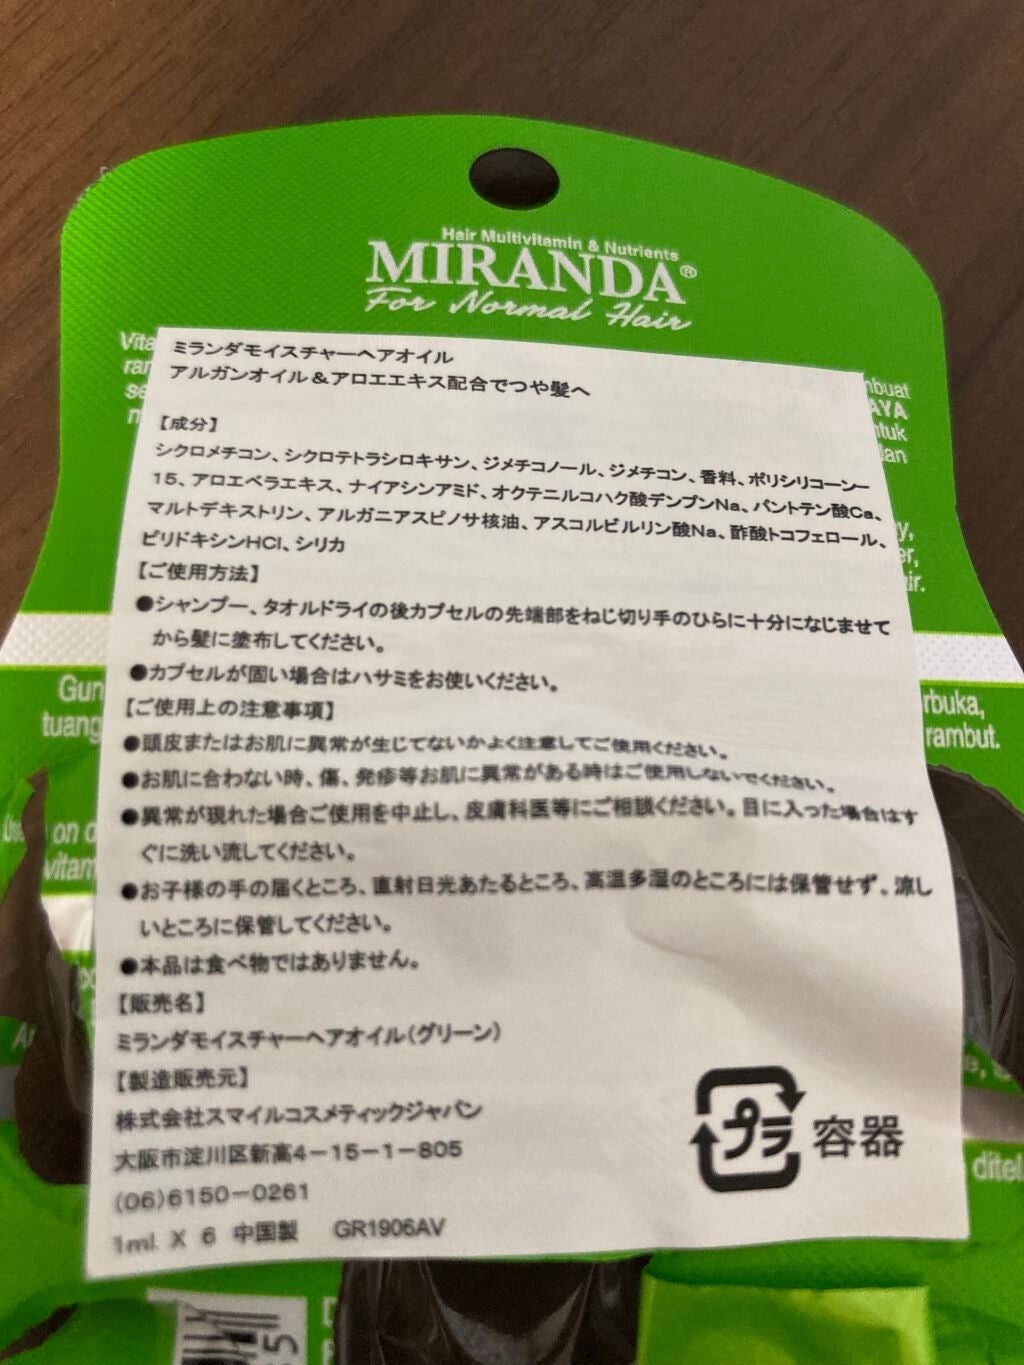 Hair Multivitamin & Nutrients
MIRANDA®
For Normal Hair
ミランダモイスチャーヘアオイル
アルガンオイル＆アロエエキス配合でつや髪へ
【成分】
シクロメチコン、シクロテトラシロキサン、ジメチコノール、ジメチコン、香料、ポリシリコーン－
15、アロエベラエキス、ナイアシンアミド、オクテニルコハク酸デンプンNa、パントテン酸Ca、
マルトデキストリン、アルガニアスピノサ核油、アスコルビルリン酸Na、酢酸トコフェロール、
ピリドキシンHCl、シリカ
【ご使用方法】
●シャンプー、タオルドライの後カプセルの先端部をねじ切り手のひらに十分になじませて
から髪に塗布してください。
●カプセルが固い場合はハサミをお使いください。
【ご使用上の注意事項】
●頭皮またはお肌に異常が生じてないかよく注意してご使用ください。
●お肌に合わない時、傷、発疹等お肌に異常がある時はご使用しないでください。
●異常が現れた場合ご使用を中止し、皮膚科医等にご相談ください。目に入った場合はす
ぐに洗い流してください。
●お子様の手の届くところ、直射日光あたるところ、高温多湿のところには保管せず、涼し
いところに保管してください。
●本品は食べ物ではありません。
【販売名】
ミランダモイスチャーヘアオイル（グリーン）
【製造販売元】
株式会社スマイルコスメティックジャパン
大阪市淀川区新高4－15－1－805
(06)6150－0261
1ml X 6 中国製 GR1906AV
プラ 容器
rambut.